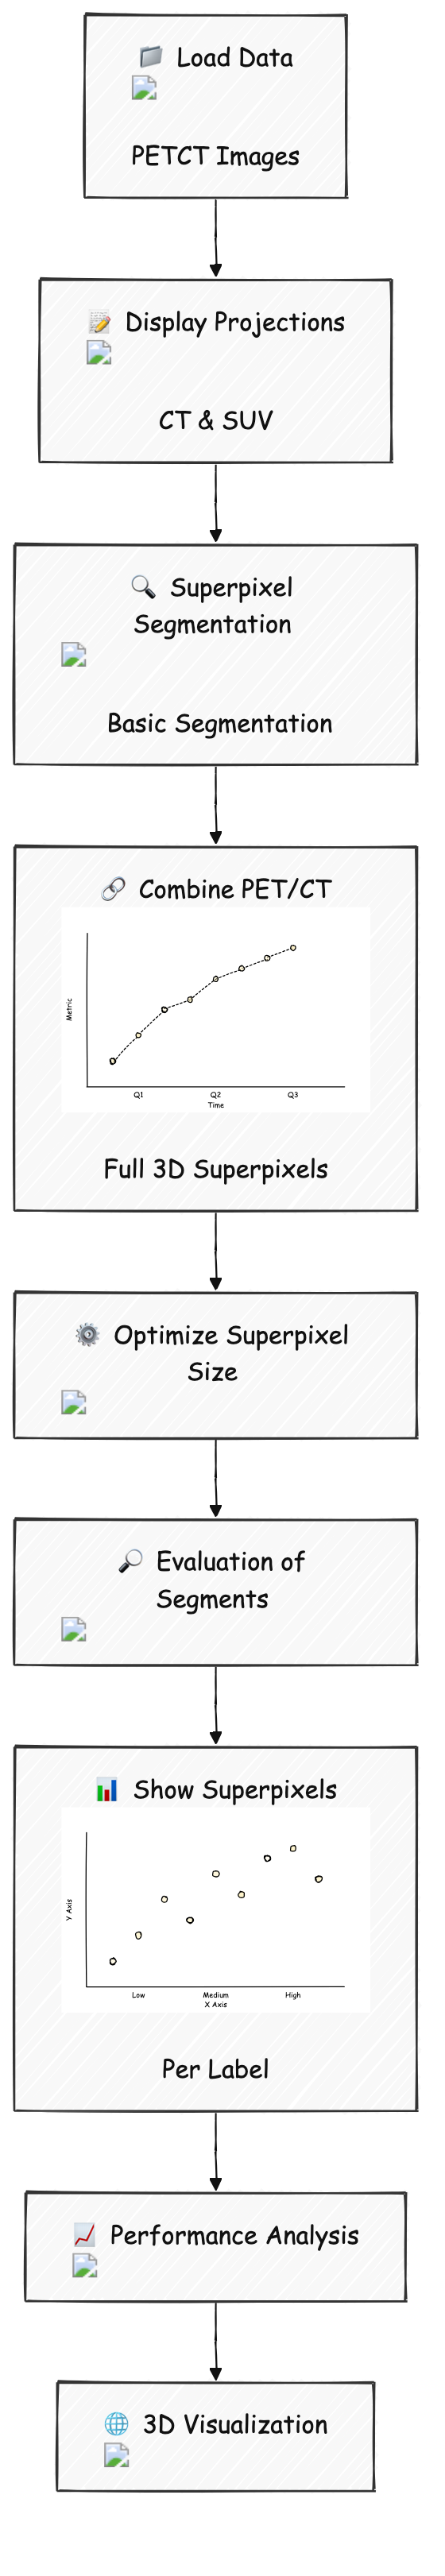 Load Data
PETCT Images
Display Projections
CT & SUV
Superpixel
Segmentation
Basic Segmentation
Combine PET/CT
Metric
Q1 Q2 Q3
Time
Full 3D Superpixels
Optimize Superpixel
Size
Evaluation of
Segments
Show Superpixels
Y Axis
Low Medium High
X Axis
Per Label
Performance Analysis
3D Visualization